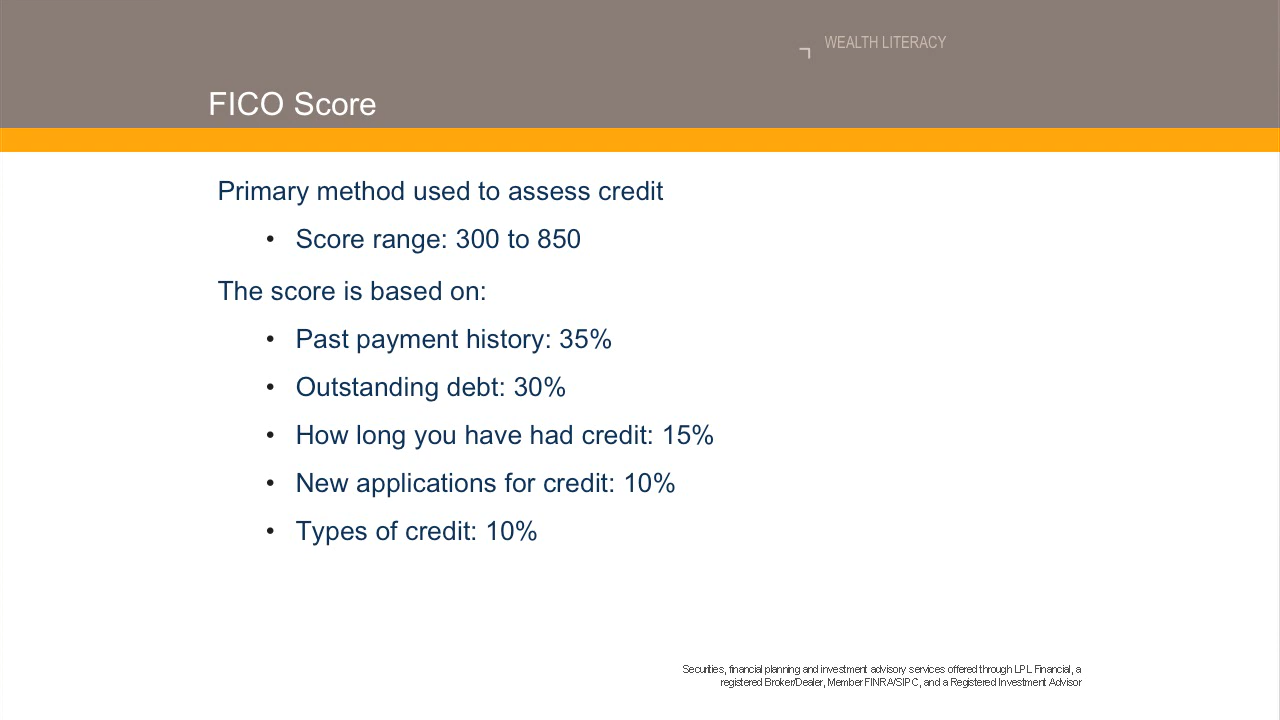 WEALTH LITERACY
FICO Score
Primary method used to assess credit
• Score range: 300 to 850
The score is based on:
• Past payment history: 35%
• Outstanding debt: 30%
• How long you have had credit: 15%
• New applications for credit: 10%
• Types of credit: 10%
Securities, financial planning and investment advisory services offered through LPL Financial, a
registered Broker/Dealer, Member FINRA/SIPC, and a Registered Investment Advisor